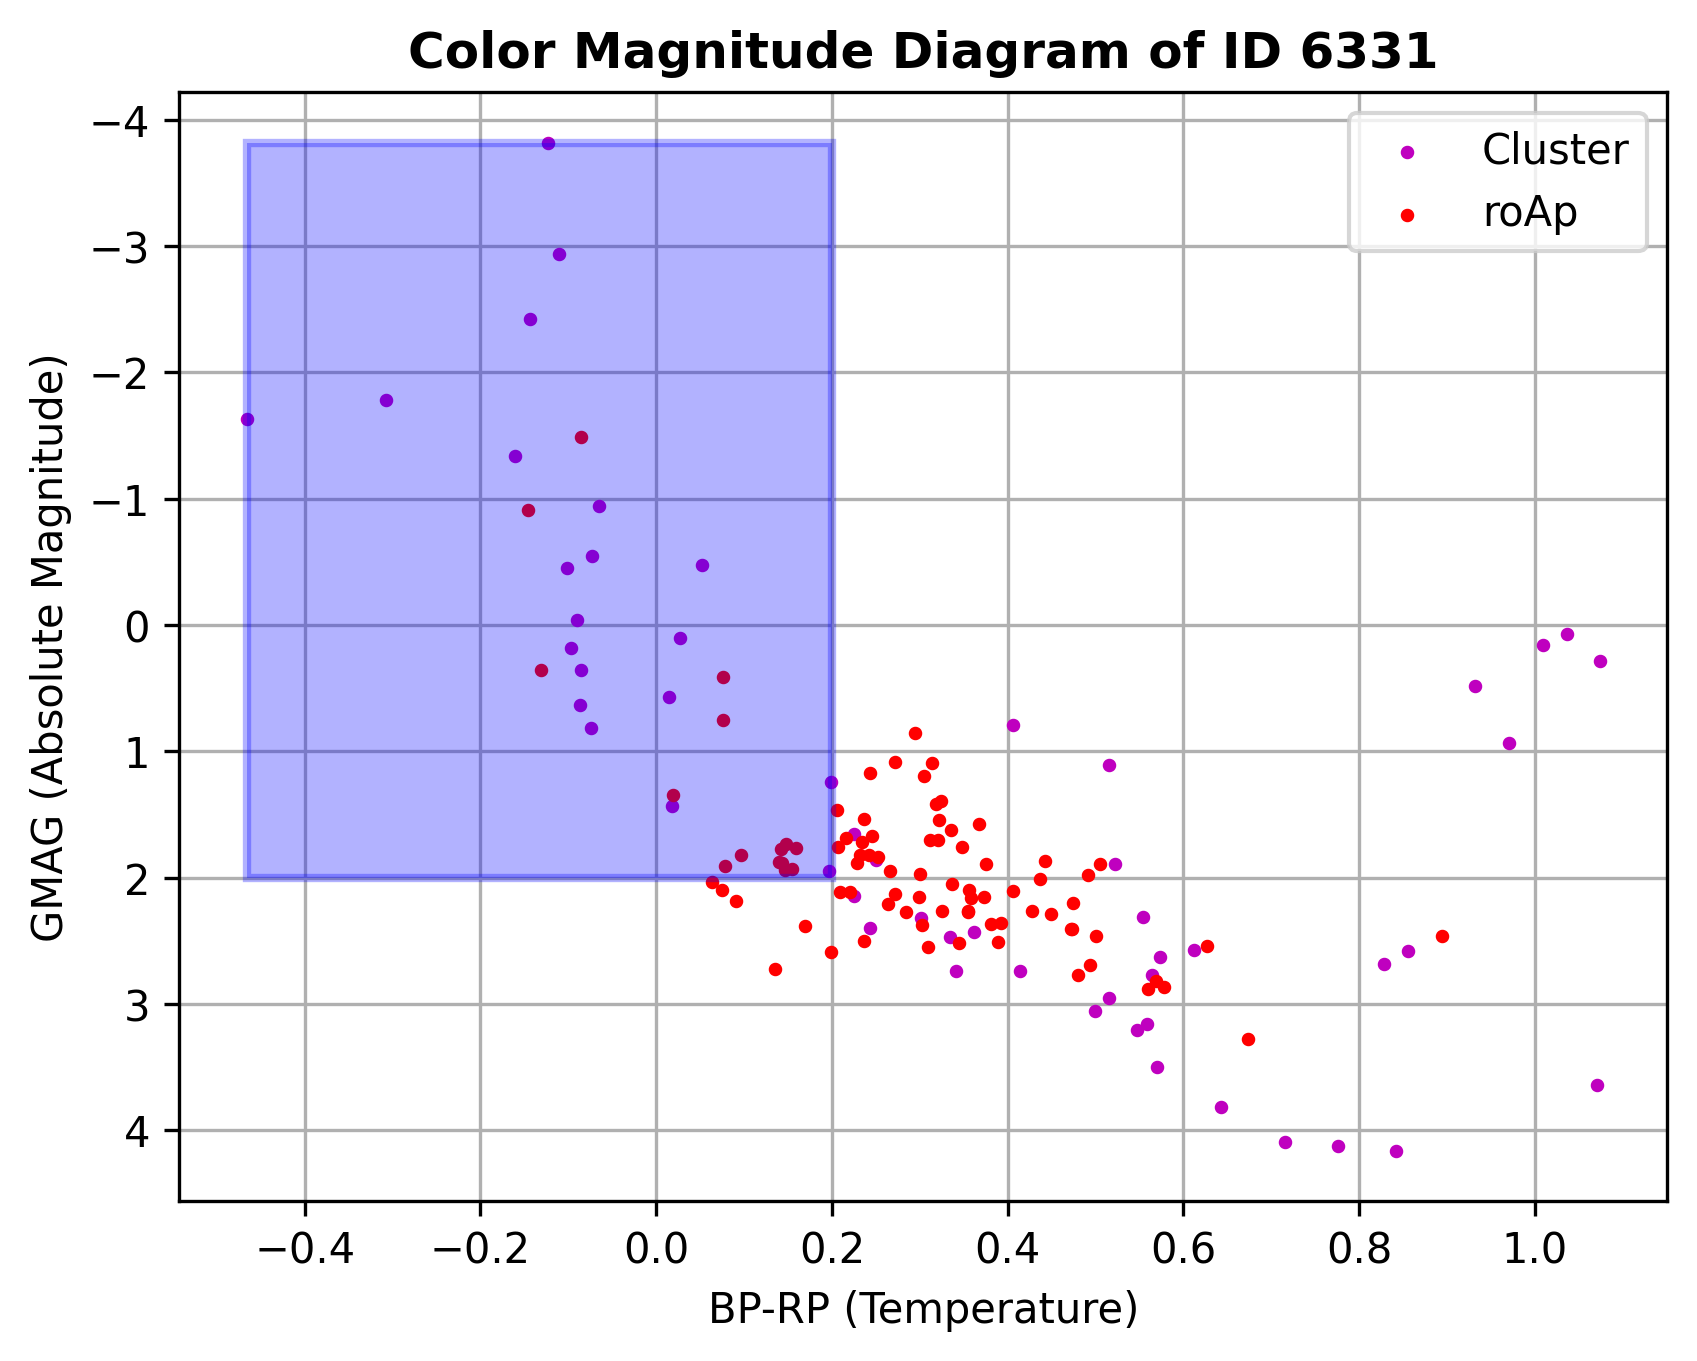 Color Magnitude Diagram of ID 6331
Cluster
roAp
GMAG (Absolute Magnitude)
−4
−3
−2
−1
0
1
2
3
4
−0.4 −0.2 0.0 0.2 0.4 0.6 0.8 1.0
BP-RP (Temperature)